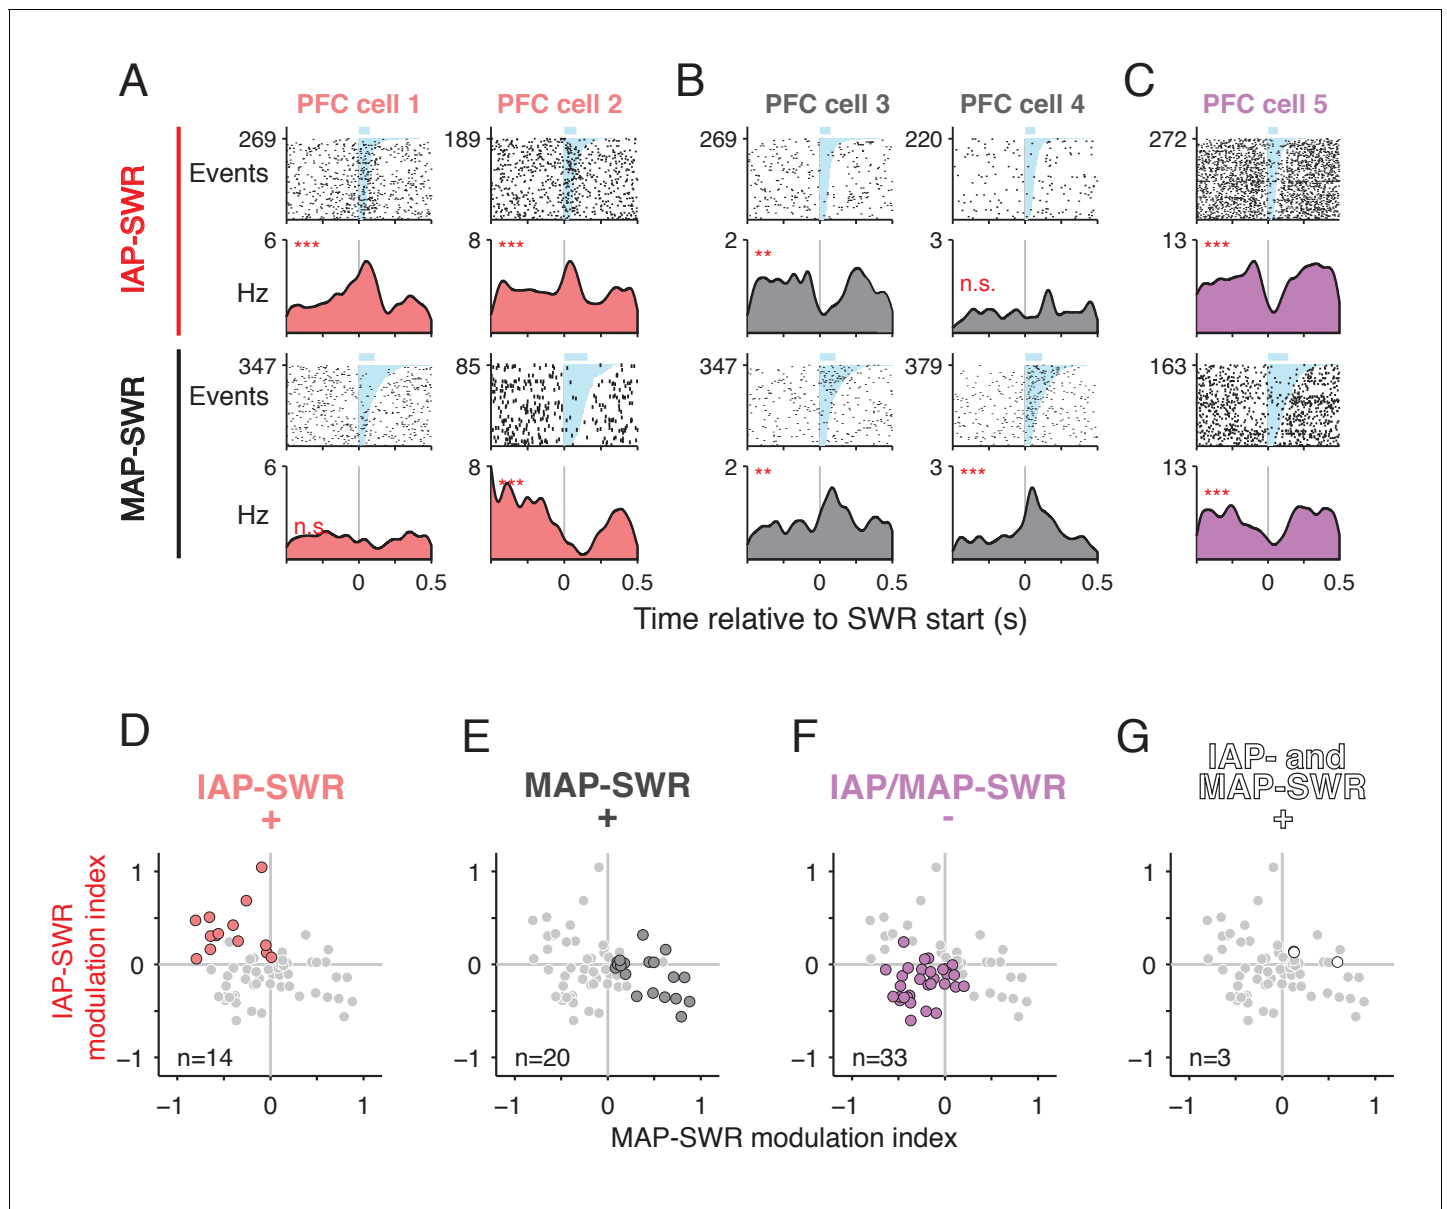 A
B
C
PFC cell 1
PFC cell 2
PFC cell 3
PFC cell 4
PFC cell 5
IAP-SWR
Events
269
189
269
220
272
Hz
6
***
8
***
2
**
3
n.s.
13
***
MAP-SWR
Events
347
85
347
379
163
Hz
6
n.s
8
***
2
**
3
***
13
***
0 0.5
0 0.5
0 0.5
0 0.5
0 0.5
Time relative to SWR start (s)
D
E
F
G
IAP-SWR
+
MAP-SWR
+
IAP/MAP-SWR
-
IAP- and
MAP-SWR
+
IAP-SWR
modulation index
1
0
−1
n=14
−1 0 1
1
0
−1
n=20
−1 0 1
1
0
−1
n=33
−1 0 1
1
0
−1
n=3
−1 0 1
MAP-SWR modulation index